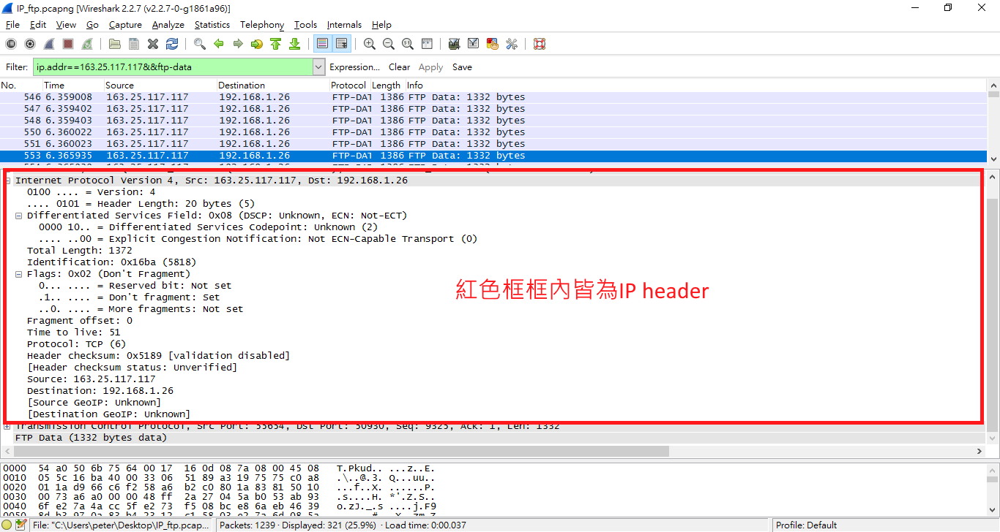 IP_ftp.pcapng [Wireshark 2.2.7 (v2.2.7-0-g1861a96)]
File Edit View Go Capture Analyze Statistics Telephony Tools Internals Help
Filter: ip.addr==163.25.117.117&&ftp-data Expression... Clear Apply Save
No. Time Source Destination Protocol Length Info
546 6.359008 163.25.117.117 192.168.1.26 FTP-DAT 1386 FTP Data: 1332 bytes
547 6.359402 163.25.117.117 192.168.1.26 FTP-DAT 1386 FTP Data: 1332 bytes
548 6.359403 163.25.117.117 192.168.1.26 FTP-DAT 1386 FTP Data: 1332 bytes
550 6.360022 163.25.117.117 192.168.1.26 FTP-DAT 1386 FTP Data: 1332 bytes
551 6.360023 163.25.117.117 192.168.1.26 FTP-DAT 1386 FTP Data: 1332 bytes
553 6.365935 163.25.117.117 192.168.1.26 FTP-DAT 1386 FTP Data: 1332 bytes
Internet Protocol Version 4, Src: 163.25.117.117, Dst: 192.168.1.26
0100 .... = Version: 4
.... 0101 = Header Length: 20 bytes (5)
Differentiated Services Field: 0x08 (DSCP: Unknown, ECN: Not-ECT)
0000 10.. = Differentiated Services Codepoint: Unknown (2)
.... ..00 = Explicit Congestion Notification: Not ECN-Capable Transport (0)
Total Length: 1372
Identification: 0x16ba (5818)
Flags: 0x02 (Don't Fragment)
0... .... = Reserved bit: Not set
.1.. .... = Don't fragment: Set
..0. .... = More fragments: Not set
紅色框框內皆為IP header
Fragment offset: 0
Time to live: 51
Protocol: TCP (6)
Header checksum: 0x5189 [validation disabled]
[Header checksum status: Unverified]
Source: 163.25.117.117
Destination: 192.168.1.26
[Source GeoIP: Unknown]
[Destination GeoIP: Unknown]
Transmission Control Protocol, Src Port: 55654, Dst Port: 50930, Seq: 9325, Ack: 1, Len: 1332
FTP Data (1332 bytes data)
0000 54 a0 50 6b 75 64 00 17 16 0d 08 7a 08 00 45 08 T.Pkud.. ...z..E.
0010 05 5c 16 ba 40 00 33 06 51 89 a3 19 75 75 c0 a8 .\..@.3. Q...uu..
0020 01 1a d9 66 c6 f2 58 a6 b2 c0 80 1a 83 81 50 10 ...f..X. ......P.
0030 00 73 a6 a0 00 00 48 ff 2a 27 04 5a b0 53 ab 93 .s....H. *'.Z.S..
0040 6f e2 7a 4a cc 5f e2 73 f5 08 bc e8 6a eb 46 39 o.zJ._.s ....j.F9
File: "C:\Users\peter\Desktop\IP_ftp.pcap... Packets: 1239 · Displayed: 321 (25.9%) · Load time: 0:00.037 Profile: Default